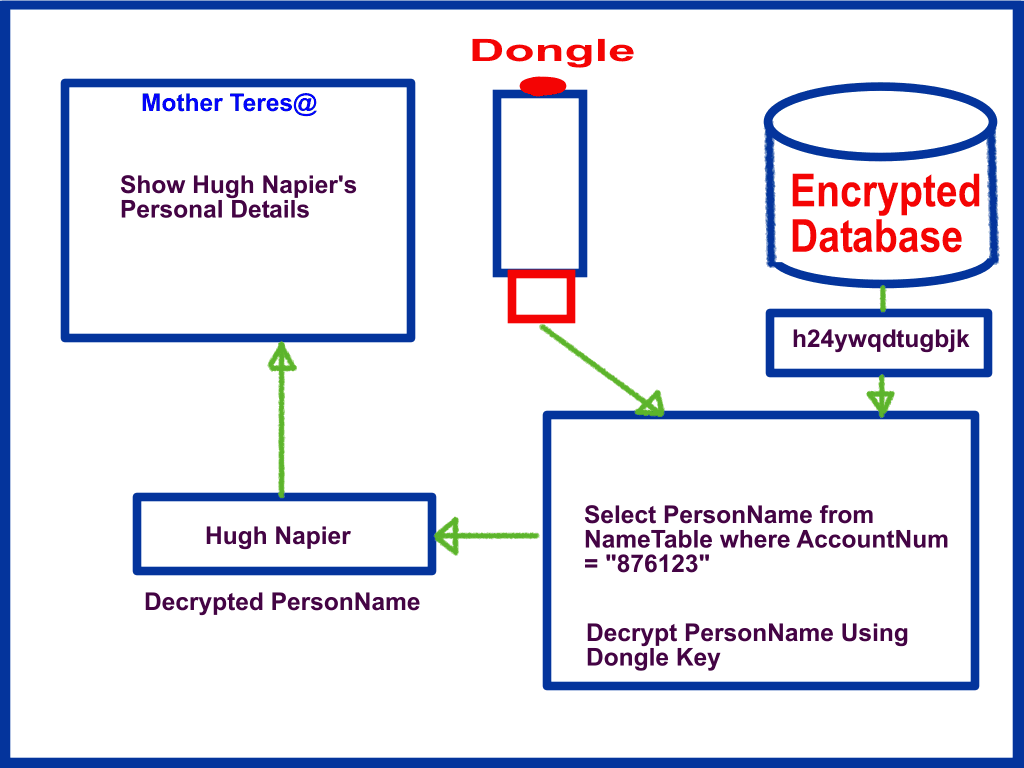 Dongle
Mother Teres@
Show Hugh Napier's
Personal Details
Encrypted
Database
h24ywqdtugbjk
Select PersonName from
NameTable where AccountNum
= "876123"
Decrypt PersonName Using
Dongle Key
Hugh Napier
Decrypted PersonName